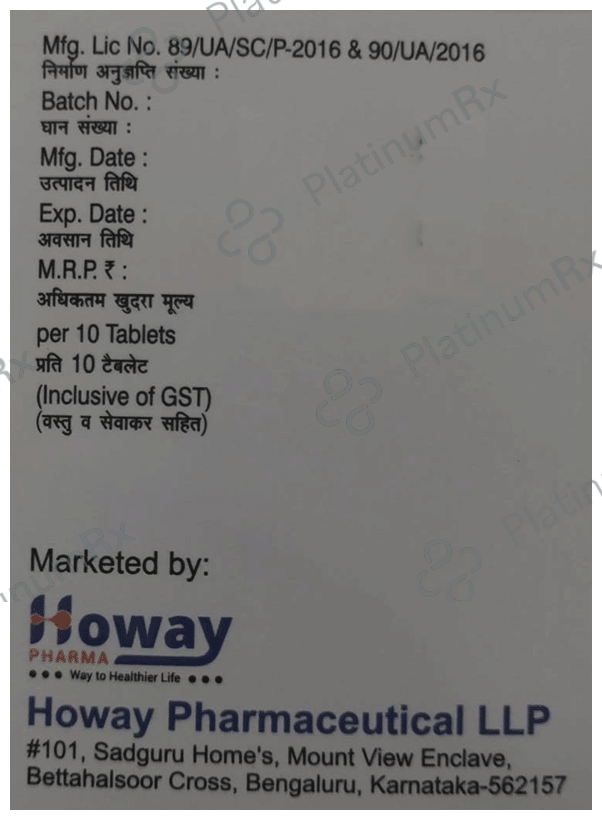 Mfg. Lic No. 89/UA/SC/P-2016 & 90/UA/2016
निर्माण अनुज्ञप्ति संख्या :
Batch No. :
घान संख्या :
Mfg. Date :
उत्पादन तिथि
Exp. Date :
अवसान तिथि
M.R.P. ₹ :
अधिकतम खुदरा मूल्य
per 10 Tablets
प्रति 10 टैबलेट
(Inclusive of GST)
(वस्तु व सेवाकर सहित)
Marketed by:
Howay
PHARMA
••• Way to Healthier Life •••
Howay Pharmaceutical LLP
#101, Sadguru Home's, Mount View Enclave,
Bettahalsoor Cross, Bengaluru, Karnataka-562157
PlatinumRx
PlatinumRx
PlatinumRx